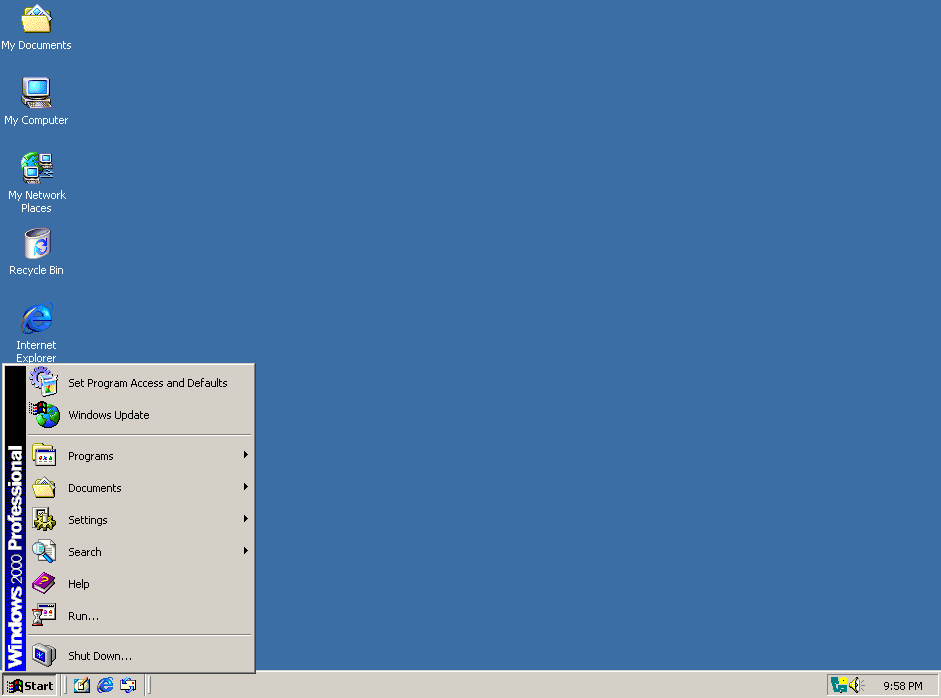 My Documents
My Computer
My Network
Places
Recycle Bin
Internet
Explorer
Windows 2000 Professional
Set Program Access and Defaults
Windows Update
Programs
Documents
Settings
Search
Help
Run...
Shut Down...
Start
9:58 PM